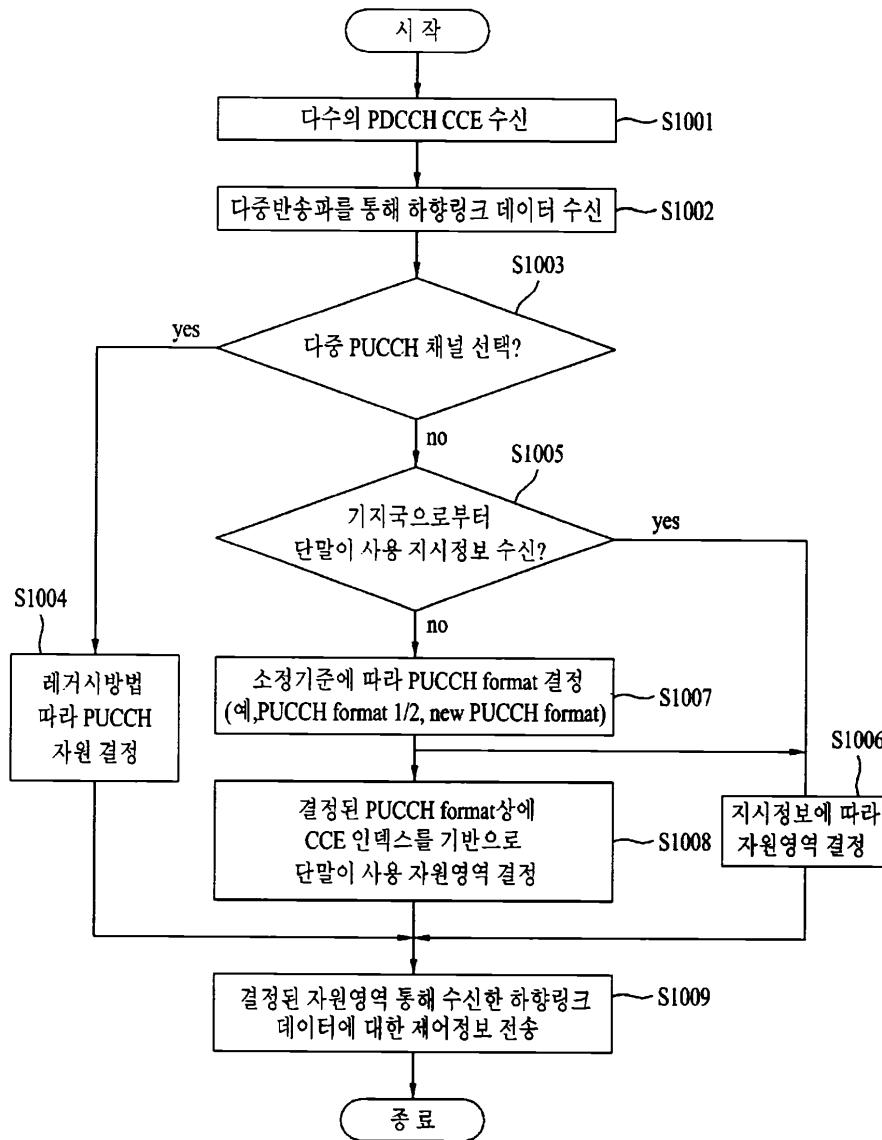 시 작
다수의 PDCCH CCE 수신
S1001
다중반송파를 통해 하향링크 데이터 수신
S1002
S1003
yes
다중 PUCCH 채널 선택?
no
S1005
기지국으로부터
단말이 사용 지시정보 수신?
yes
S1004
no
레거시방법
따라 PUCCH
자원 결정
소정기준에 따라 PUCCH format 결정
(예,PUCCH format 1/2, new PUCCH format)
S1007
S1006
결정된 PUCCH format상에
CCE 인덱스를 기반으로
단말이 사용 자원영역 결정
S1008
지시정보에 따라
자원영역 결정
결정된 자원영역 통해 수신한 하향링크
데이터에 대한 제어정보 전송
S1009
종 료